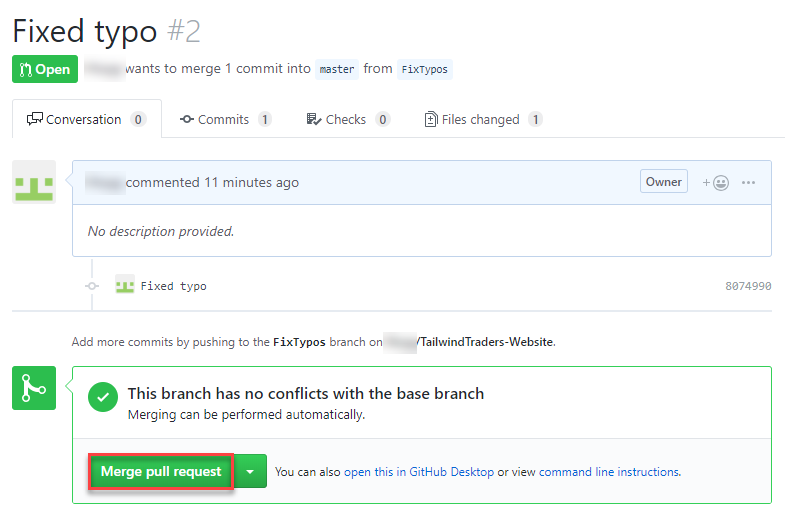 Fixed typo #2
Open wants to merge 1 commit into master from FixTypos
Conversation 0 Commits 1 Checks 0 Files changed 1
commented 11 minutes ago Owner
No description provided.
Fixed typo 8074990
Add more commits by pushing to the FixTypos branch on /TailwindTraders-Website.
This branch has no conflicts with the base branch
Merging can be performed automatically.
Merge pull request You can also open this in GitHub Desktop or view command line instructions.